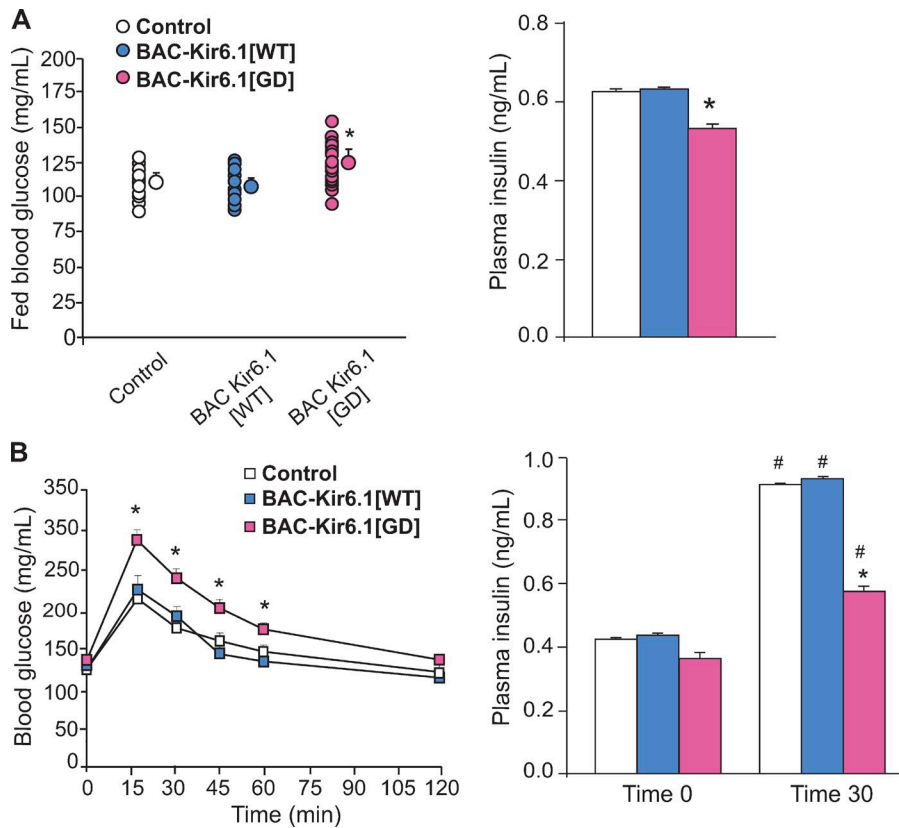 A
Control
BAC-Kir6.1[WT]
BAC-Kir6.1[GD]
Fed blood glucose (mg/mL)
200
175
150
125
100
75
50
25
0
*
Control
BAC Kir6.1
[WT]
BAC Kir6.1
[GD]
Plasma insulin (ng/mL)
0.8
0.6
0.4
0.2
0.0
*
B
Control
BAC-Kir6.1[WT]
BAC-Kir6.1[GD]
Blood glucose (mg/mL)
350
350
250
200
150
100
50
0
* * * *
0 15 30 45 60 75 90 105 120
Time (min)
Plasma insulin (ng/mL)
1.0
0.8
0.6
0.4
0.2
0.0
# #
#
*
Time 0 Time 30